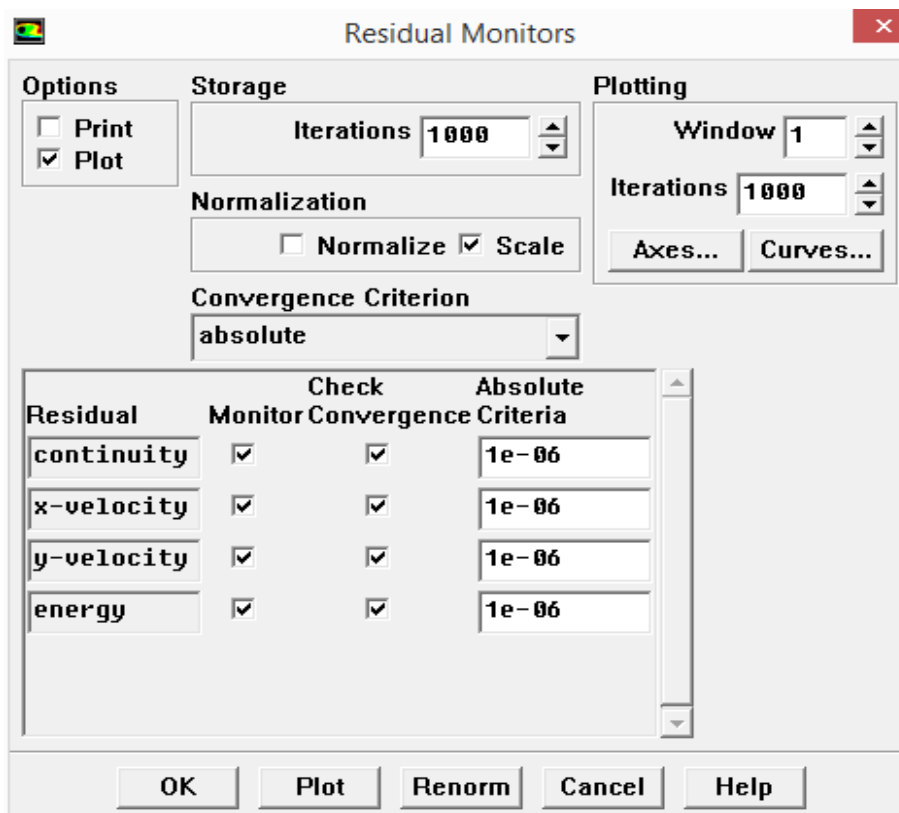 Residual Monitors
Options
Print
Plot
Storage
Iterations 1000
Normalization
Normalize Scale
Convergence Criterion
absolute
Plotting
Window 1
Iterations 1000
Axes... Curves...
Check Absolute
Residual Monitor Convergence Criteria
continuity 1e-06
x-velocity 1e-06
y-velocity 1e-06
energy 1e-06
OK Plot Renorm Cancel Help